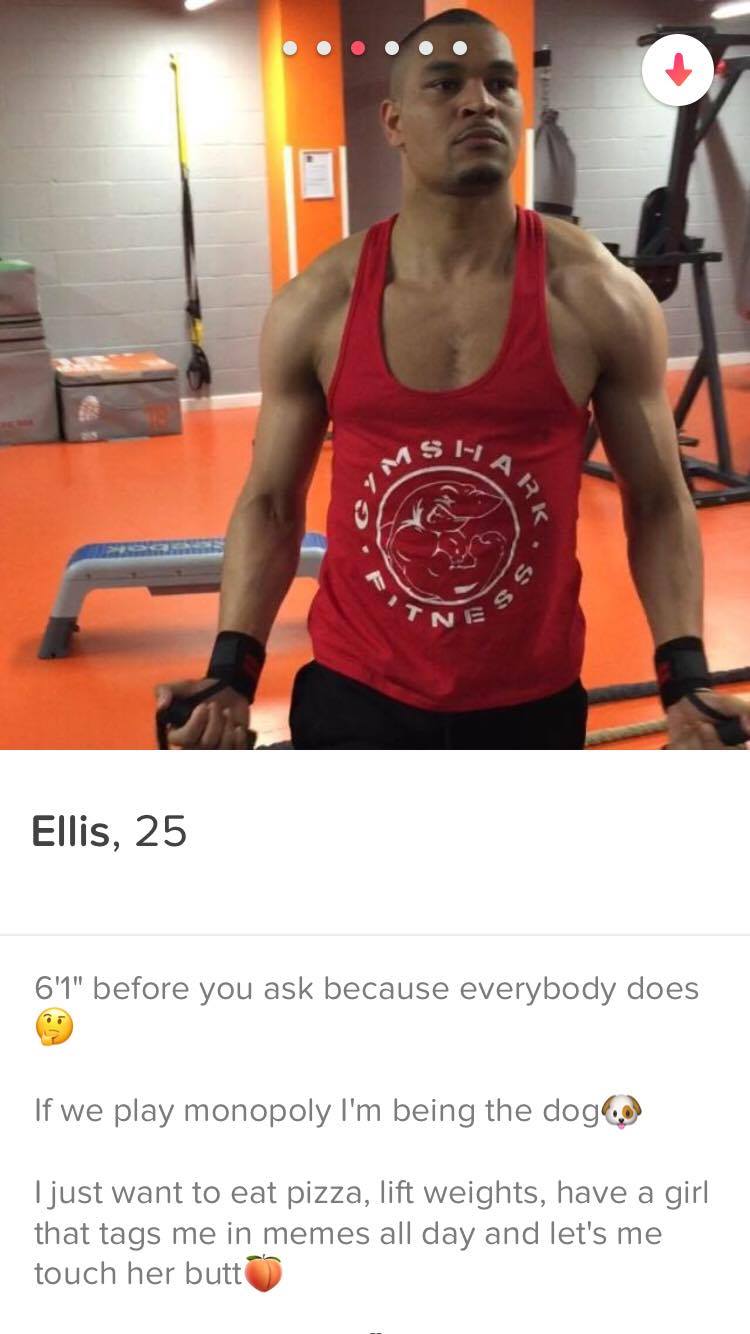 GYMSHARK
FITNESS
REEBOK
Ellis, 25
6'1" before you ask because everybody does
🤔
If we play monopoly I'm being the dog🐶
I just want to eat pizza, lift weights, have a girl
that tags me in memes all day and let's me
touch her butt🍑